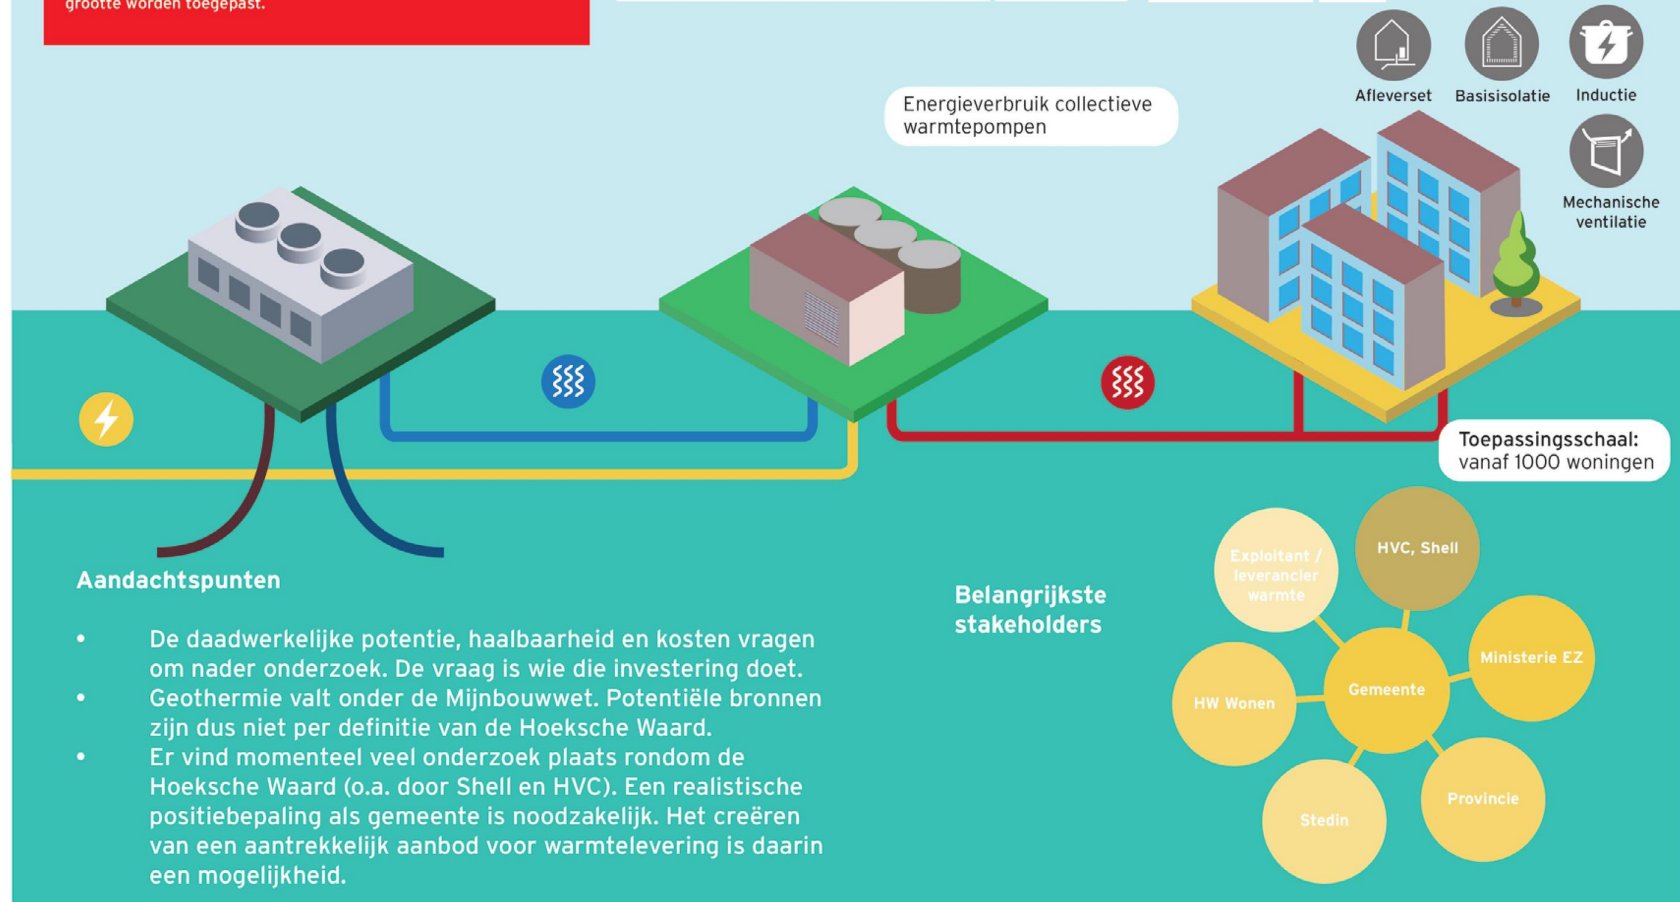 grootte worden toegepast.
Energieverbruik collectieve
warmtepompen
Afleverset
Basisisolatie
Inductie
Mechanische
ventilatie
Toepassingsschaal:
vanaf 1000 woningen
Aandachtspunten
• De daadwerkelijke potentie, haalbaarheid en kosten vragen
om nader onderzoek. De vraag is wie die investering doet.
• Geothermie valt onder de Mijnbouwwet. Potentiële bronnen
zijn dus niet per definitie van de Hoeksche Waard.
• Er vind momenteel veel onderzoek plaats rondom de
Hoeksche Waard (o.a. door Shell en HVC). Een realistische
positiebepaling als gemeente is noodzakelijk. Het creëren
van een aantrekkelijk aanbod voor warmtelevering is daarin
een mogelijkheid.
Belangrijkste
stakeholders
Exploitant /
leverancier
warmte
HVC, Shell
Ministerie EZ
Gemeente
HW Wonen
Provincie
Stedin